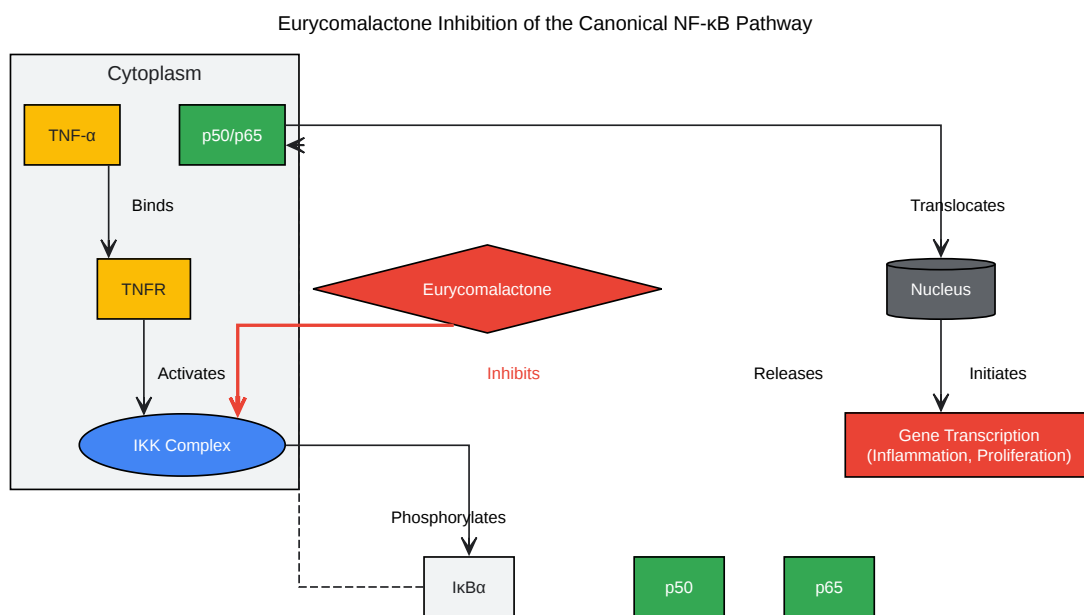 Eurycomalactone Inhibition of the Canonical NF-κB Pathway
Cytoplasm
TNF-α
p50/p65
Binds
Translocates
TNFR
Eurycomalactone
Nucleus
Activates
Inhibits
Releases
Initiates
IKK Complex
Gene Transcription
(Inflammation, Proliferation)
Phosphorylates
IκBα
p50
p65